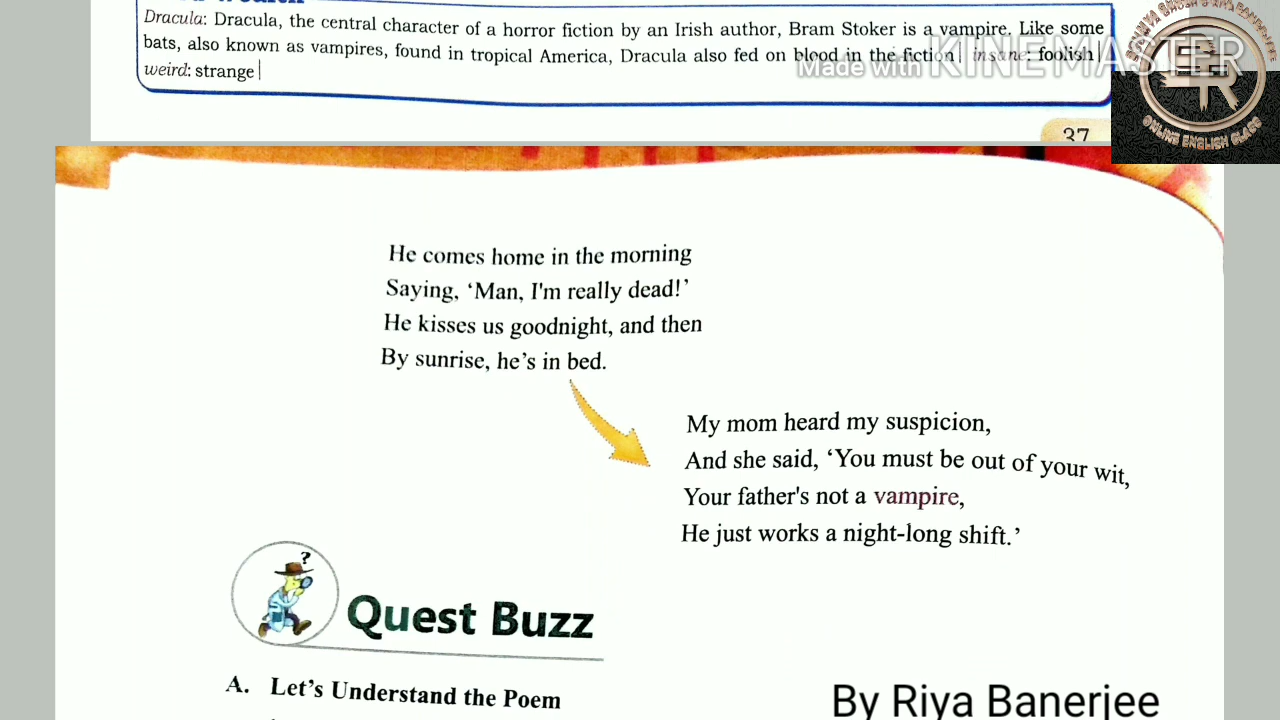 Dracula: Dracula, the central character of a horror fiction by an Irish author, Bram Stoker is a vampire. Like some
bats, also known as vampires, found in tropical America, Dracula also fed on blood in the fiction| insane: foolish
weird: strange|
Made with KINEMASTER
ER
ONLINE ENGLISH CLASS
37
He comes home in the morning
Saying, ‘Man, I'm really dead!’
He kisses us goodnight, and then
By sunrise, he’s in bed.
My mom heard my suspicion,
And she said, ‘You must be out of your wit,
Your father's not a vampire,
He just works a night-long shift.’
?
Quest Buzz
A. Let’s Understand the Poem
By Riya Banerjee